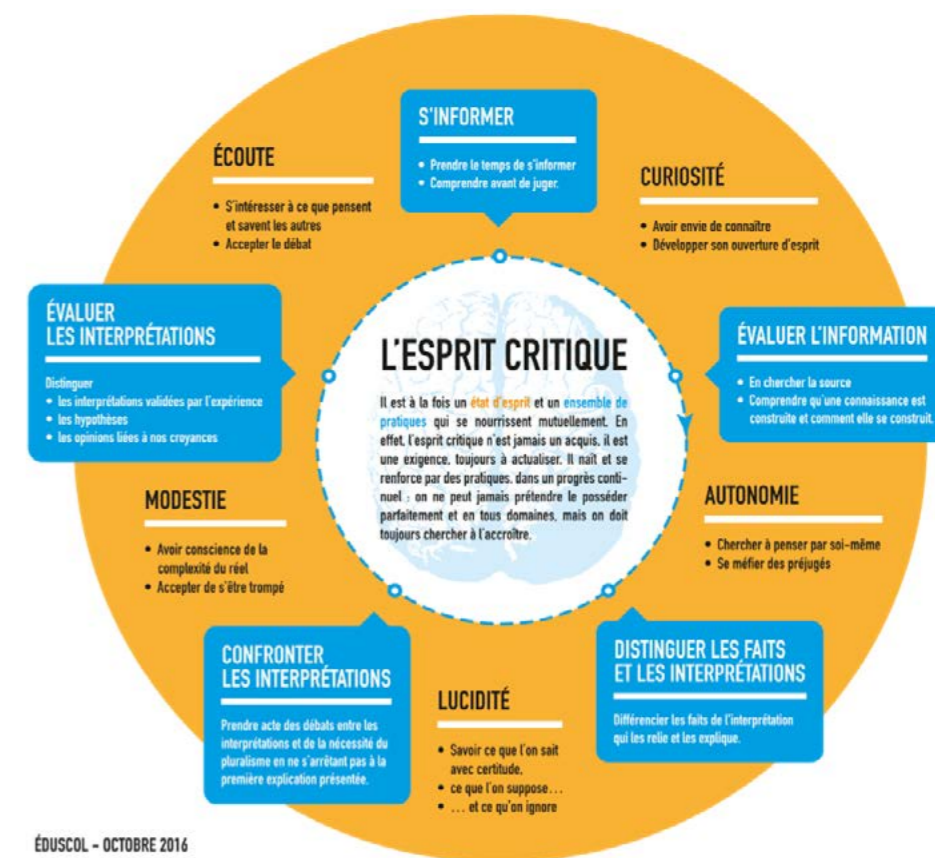 S'INFORMER
• Prendre le temps de s'informer
• Comprendre avant de juger.
CURIOSITÉ
• Avoir envie de connaître
• Développer son ouverture d'esprit
ÉVALUER L'INFORMATION
• En chercher la source
• Comprendre qu'une connaissance est
construite et comment elle se construit.
AUTONOMIE
• Chercher à penser par soi-même
• Se méfier des préjugés
DISTINGUER LES FAITS
ET LES INTERPRÉTATIONS
Différencier les faits de l'interprétation
qui les relie et les explique.
LUCIDITÉ
• Savoir ce que l'on sait
avec certitude,
• ce que l'on suppose...
• ... et ce qu'on ignore
CONFRONTER
LES INTERPRÉTATIONS
Prendre acte des débats entre les
interprétations et de la nécessité du
pluralisme en ne s'arrêtant pas à la
première explication présentée.
MODESTIE
• Avoir conscience de la
complexité du réel
• Accepter de s'être trompé
ÉVALUER
LES INTERPRÉTATIONS
Distinguer
• les interprétations validées par l'expérience
• les hypothèses
• les opinions liées à nos croyances
ÉCOUTE
• S'intéresser à ce que pensent
et savent les autres
• Accepter le débat
L'ESPRIT CRITIQUE
Il est à la fois un état d'esprit et un ensemble de
pratiques qui se nourrissent mutuellement. En
effet, l'esprit critique n'est jamais un acquis, il est
une exigence, toujours à actualiser. Il naît et se
renforce par des pratiques, dans un progrès conti-
nuel : on ne peut jamais prétendre le posséder
parfaitement et en tous domaines, mais on doit
toujours chercher à l'accroître.
ÉDUSCOL - OCTOBRE 2016